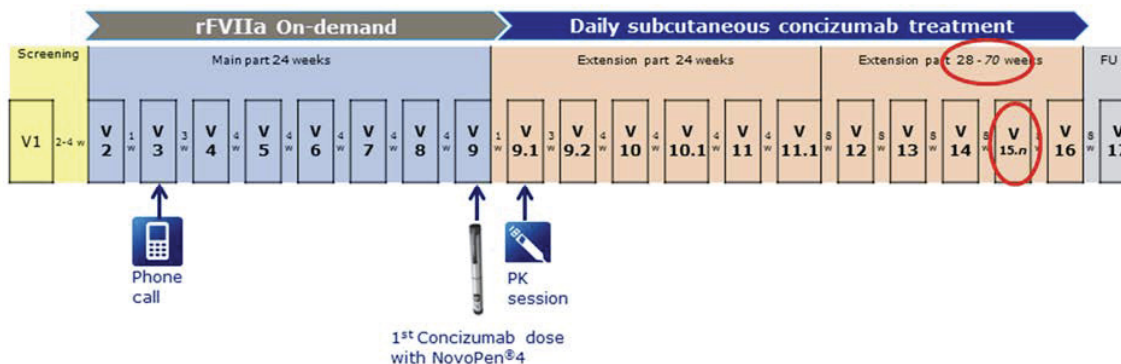 rFVIIa On-demand
Daily subcutaneous concizumab treatment
Screening
Main part 24 weeks
Extension part 24 weeks
Extension part 28 - 70 weeks
FU
V1
2-4 w
V
2
1
w
V
3
3
w
V
4
4
w
V
5
4
w
V
6
4
w
V
7
4
w
V
8
4
w
V
9
1
w
V
9.1
3
w
V
9.2
4
w
V
10
4
w
V
10.1
4
w
V
11
4
w
V
11.1
8
w
V
12
8
w
V
13
8
w
V
14
8
w
V
15.n
w
V
16
8
w
V
17
Phone
call
PK
session
1st Concizumab dose
with NovoPen®4